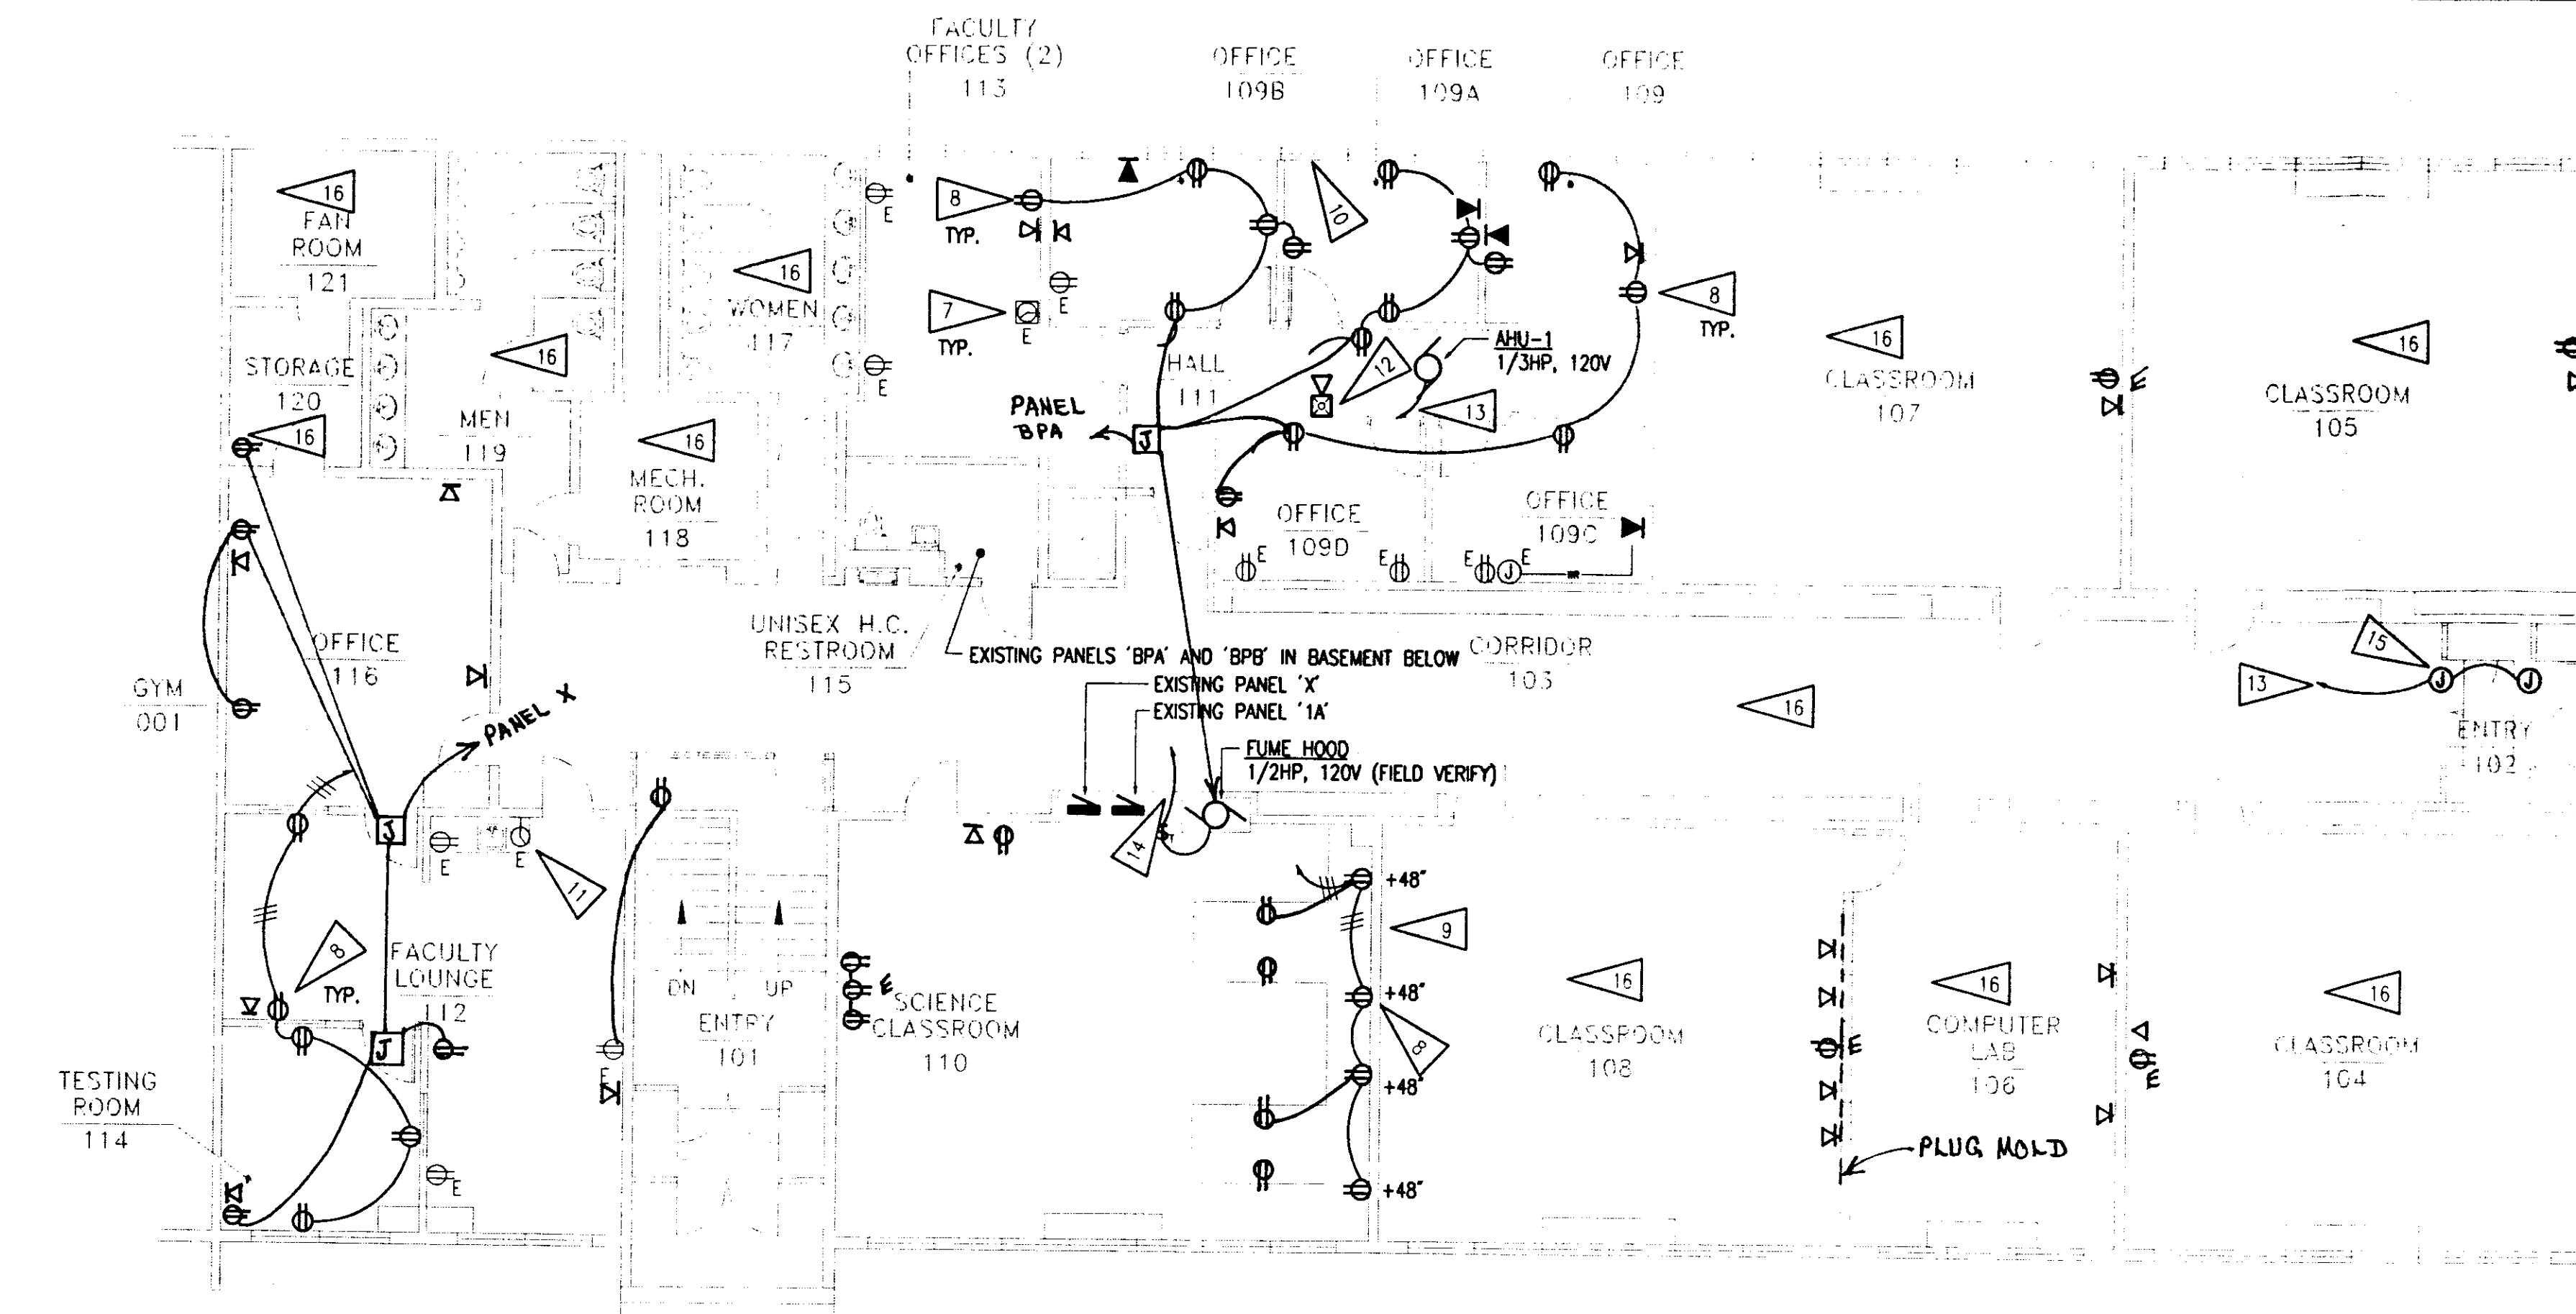 FACULTY
OFFICES (2)
113
OFFICE
109B
OFFICE
109A
OFFICE
109
16
FAN
ROOM
121
8
TYP.
E
10
16
WOMEN
117
7
TYP.
E
E
8
TYP.
16
STORAGE
120
16
MEN
119
16
E
HALL
111
12
AHU-1
1/3HP, 120V
13
16
CLASSROOM
107
E
16
CLASSROOM
105
PANEL
BPA
J
16
MECH.
ROOM
118
OFFICE
109D
OFFICE
109C
E
E
E
J
E
UNISEX H.C.
RESTROOM
115
EXISTING PANELS 'BPA' AND 'BPB' IN BASEMENT BELOW
EXISTING PANEL 'X'
EXISTING PANEL '1A'
CORRIDOR
103
16
OFFICE
116
GYM
001
PANEL X
15
13
J
J
ENTRY
102
FUME HOOD
1/2HP, 120V (FIELD VERIFY)
J
E
E
11
14
$T
+48"
9
8
TYP.
FACULTY
LOUNGE
112
DN
UP
ENTRY
101
E
SCIENCE
CLASSROOM
110
+48"
8
+48"
+48"
16
CLASSROOM
108
16
COMPUTER
LAB
106
E
16
CLASSROOM
104
E
J
E
TESTING
ROOM
114
E
PLUG MOLD